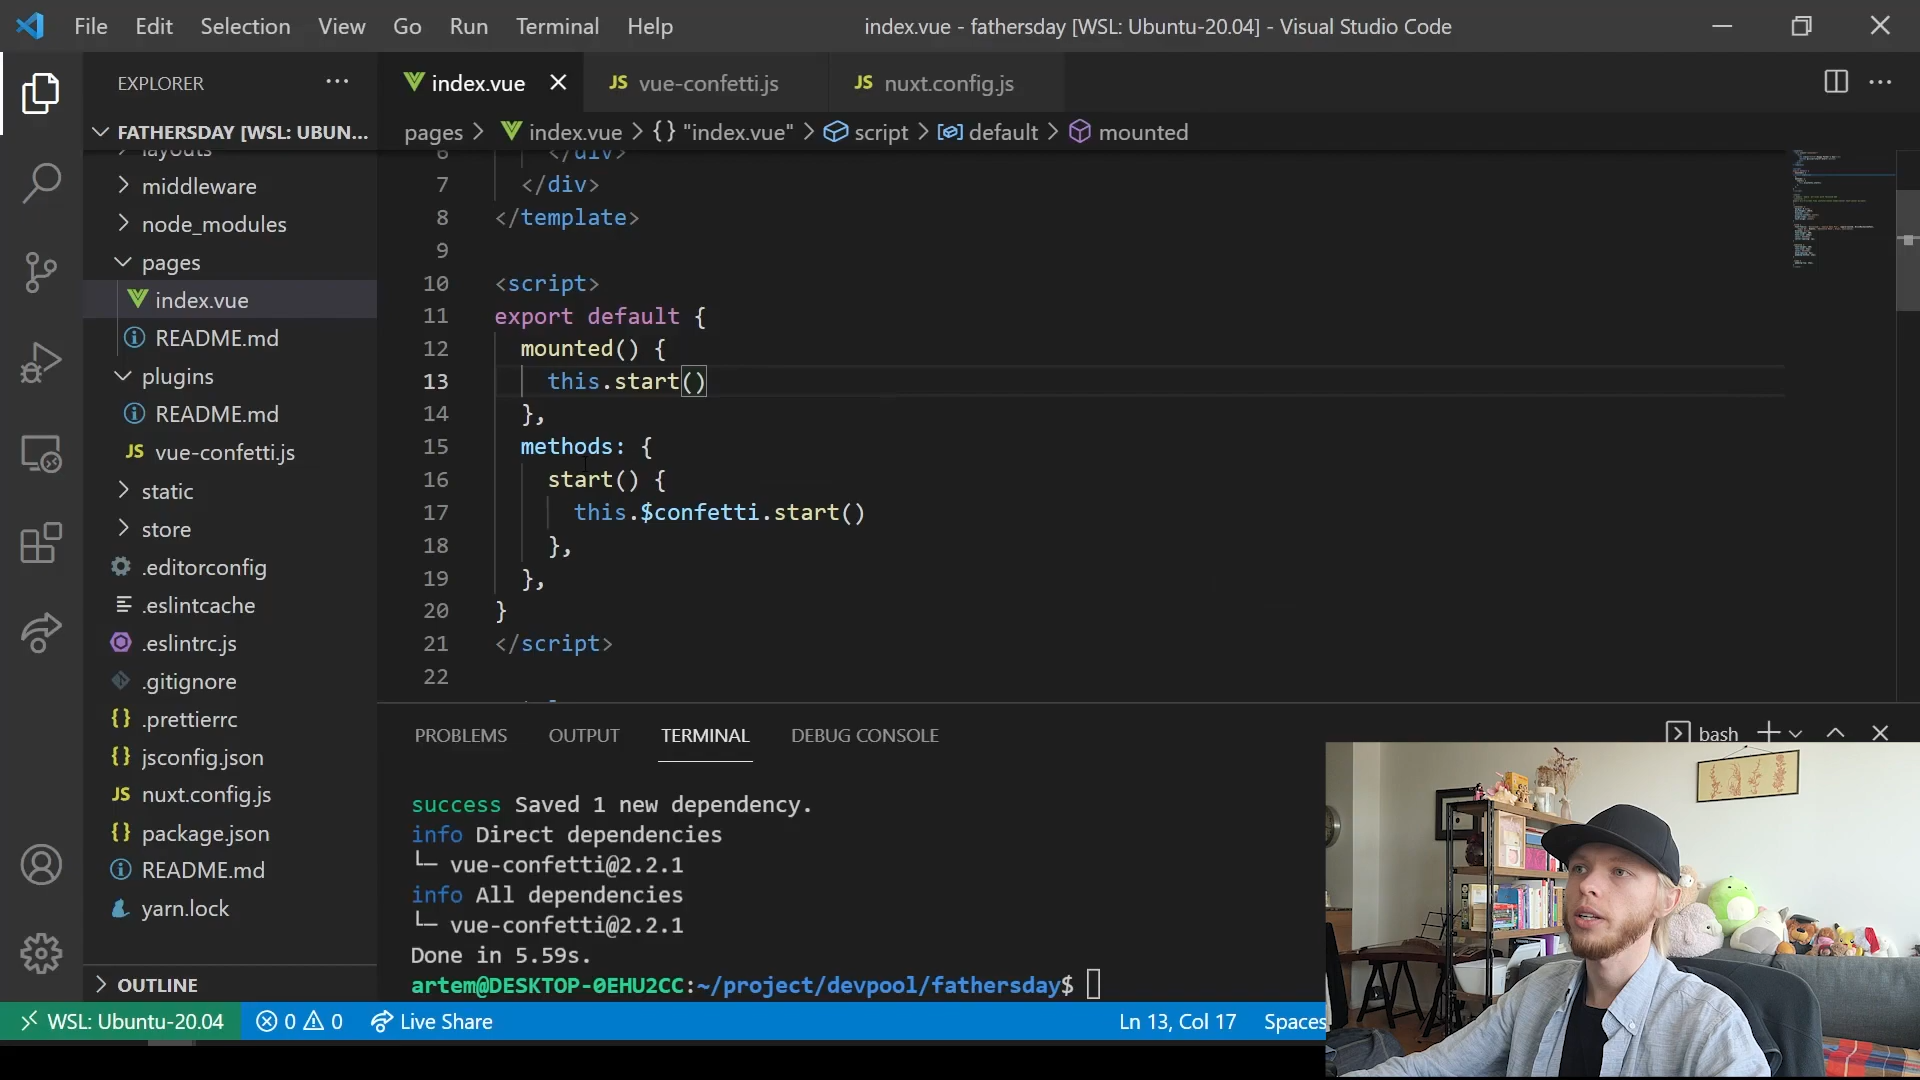 File Edit Selection View Go Run Terminal Help
index.vue - fathersday [WSL: Ubuntu-20.04] - Visual Studio Code
EXPLORER
FATHERSDAY [WSL: UBUN...
layouts
middleware
node_modules
pages
index.vue
README.md
plugins
README.md
vue-confetti.js
static
store
.editorconfig
.eslintcache
.eslintrc.js
.gitignore
.prettierrc
jsconfig.json
nuxt.config.js
package.json
README.md
yarn.lock
OUTLINE
index.vue
JS vue-confetti.js
JS nuxt.config.js
pages > index.vue > {} "index.vue" > script > default > mounted
6 </div>
7 </div>
8 </template>
9
10 <script>
11 export default {
12 mounted() {
13 this.start()
14 },
15 methods: {
16 start() {
17 this.$confetti.start()
18 },
19 },
20 }
21 </script>
22
PROBLEMS OUTPUT TERMINAL DEBUG CONSOLE
bash
success Saved 1 new dependency.
info Direct dependencies
└─ vue-confetti@2.2.1
info All dependencies
└─ vue-confetti@2.2.1
Done in 5.59s.
artem@DESKTOP-0EHU2CC:~/project/devpool/fathersday$
WSL: Ubuntu-20.04 0 0 Live Share
Ln 13, Col 17 Spaces